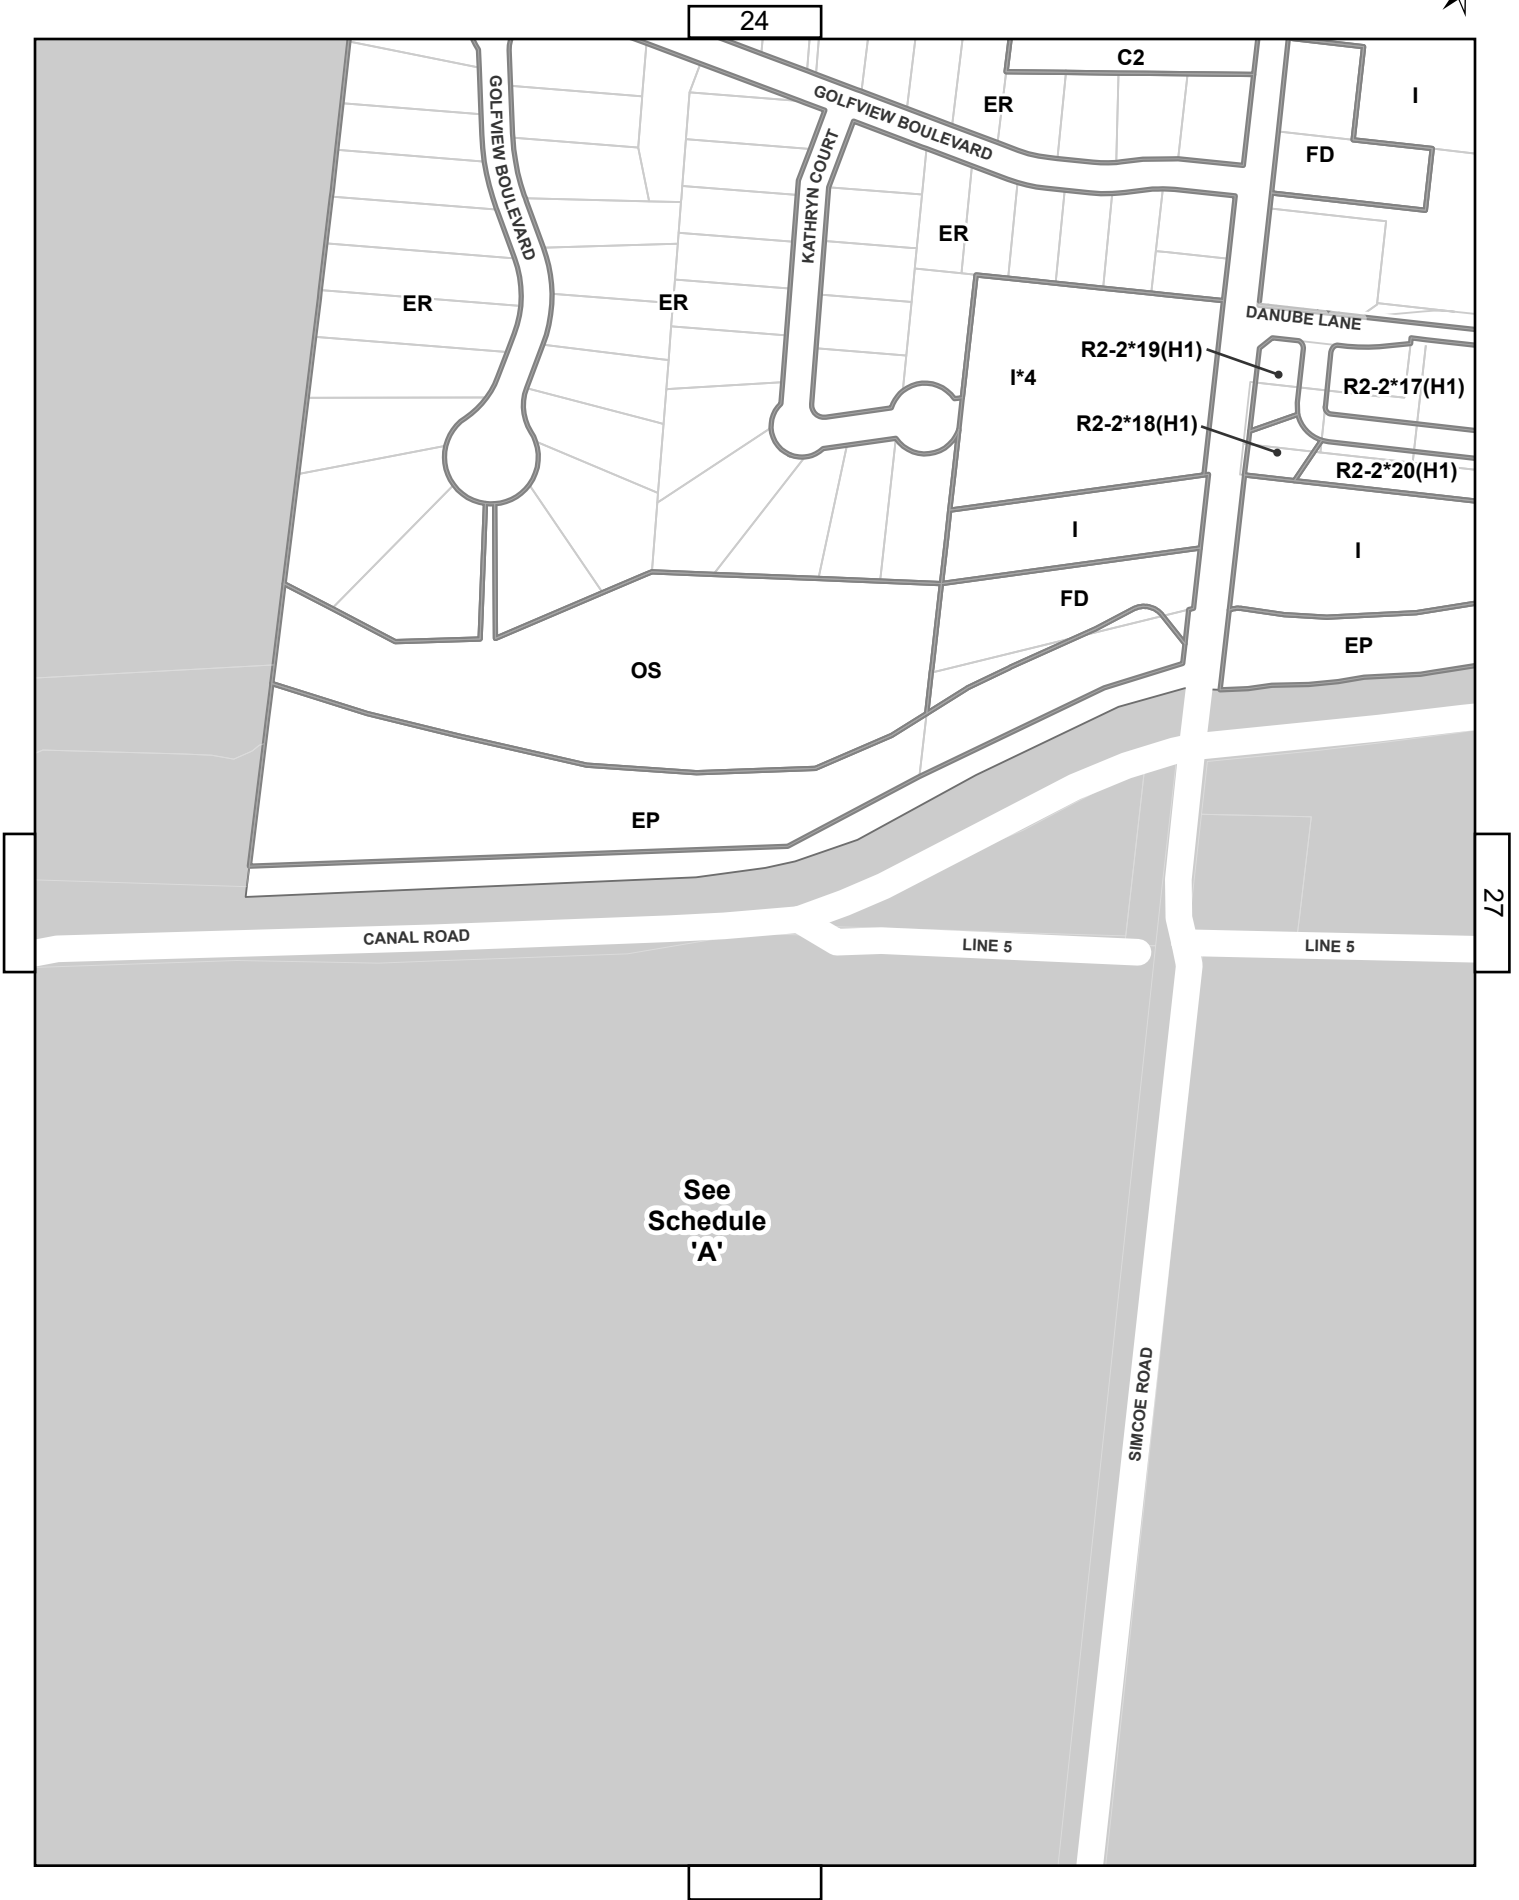 24
C2
GOLFVIEW BOULEVARD
GOLFVIEW BOULEVARD
I
ER
KATHRYN COURT
FD
ER
ER
ER
DANUBE LANE
R2-2*19(H1)
I*4
R2-2*17(H1)
R2-2*18(H1)
R2-2*20(H1)
I
I
FD
EP
OS
EP
27
CANAL ROAD
LINE 5
LINE 5
See
Schedule
'A'
SIMCOE ROAD